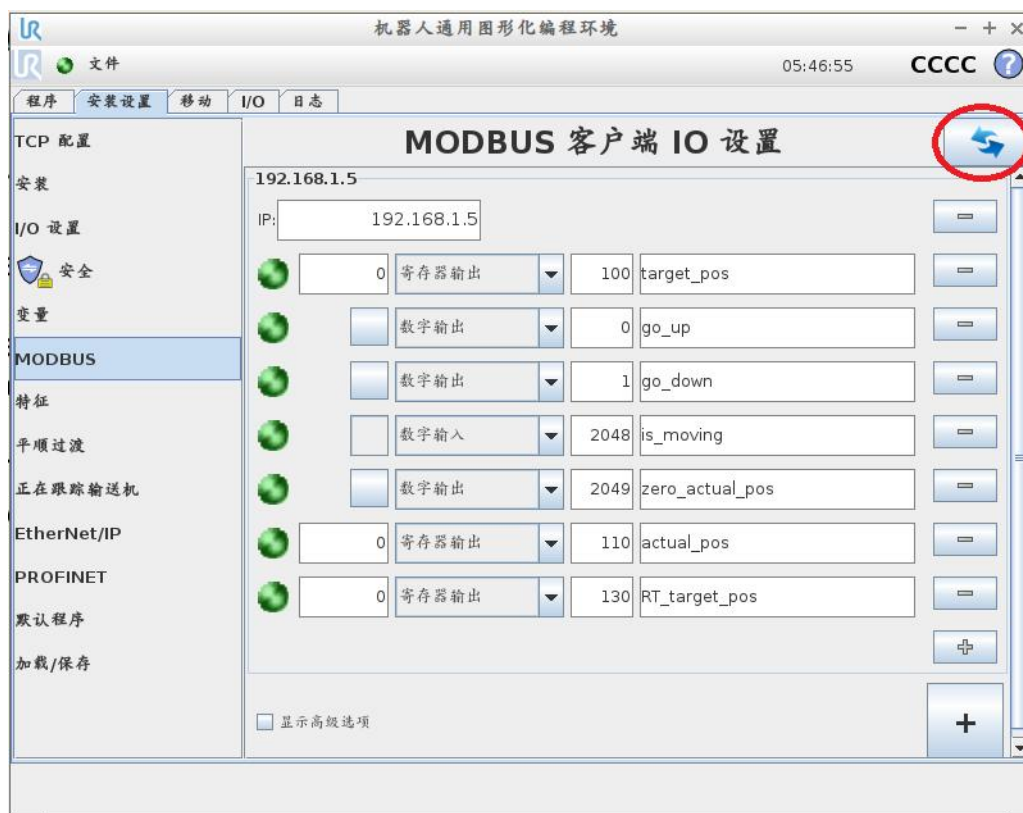 UR 机器人通用图形化编程环境
UR 文件 05:46:55 CCCC ?
程序 安装设置 移动 I/O 日志
TCP 配置
安装
I/O 设置
安全
变量
MODBUS
特征
平顺过渡
正在跟踪输送机
EtherNet/IP
PROFINET
默认程序
加载/保存
MODBUS 客户端 IO 设置
192.168.1.5
IP: 192.168.1.5
0 寄存器输出 100 target_pos
数字输出 0 go_up
数字输出 1 go_down
数字输入 2048 is_moving
数字输出 2049 zero_actual_pos
0 寄存器输出 110 actual_pos
0 寄存器输出 130 RT_target_pos
显示高级选项